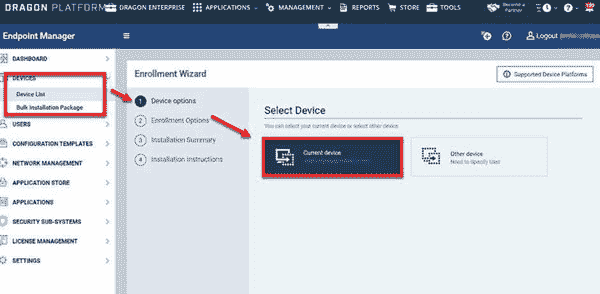 DRAGON PLATFORM
DRAGON ENTERPRISE
APPLICATIONS
MANAGEMENT
REPORTS
STORE
TOOLS
Become a Partner
Endpoint Manager
Logout
DASHBOARD
DEVICES
Device List
Bulk Installation Package
USERS
CONFIGURATION TEMPLATES
NETWORK MANAGEMENT
APPLICATION STORE
APPLICATIONS
SECURITY SUB-SYSTEMS
LICENSE MANAGEMENT
SETTINGS
Enrollment Wizard
Supported Device Platforms
1 Device options
2 Enrollment Options
3 Installation Summary
4 Installation Instructions
Select Device
You can select your current device or select other device
Current device
Other device
Need to Specify User